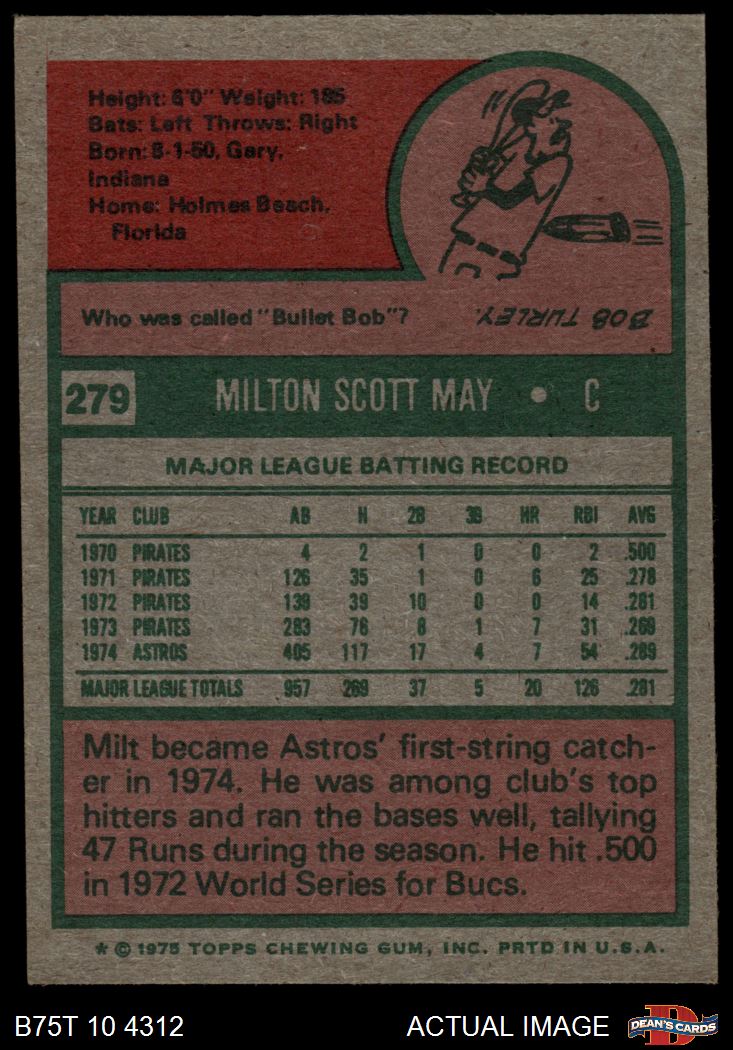 Height: 6'0" Weight: 185
Bats: Left Throws: Right
Born: 8-1-50, Gary,
Indiana
Home: Holmes Beach,
Florida
Who was called "Bullet Bob"?
BOB TURLEY.
279 MILTON SCOTT MAY • C
MAJOR LEAGUE BATTING RECORD
YEAR CLUB AB H 2B 3B HR RBI AVG
1970 PIRATES 4 2 1 0 0 2 .500
1971 PIRATES 126 35 1 0 6 25 .278
1972 PIRATES 139 39 10 0 0 14 .281
1973 PIRATES 283 76 8 1 7 31 .269
1974 ASTROS 405 117 17 4 7 54 .289
MAJOR LEAGUE TOTALS 957 269 37 5 20 126 .281
Milt became Astros' first-string catch-
er in 1974. He was among club's top
hitters and ran the bases well, tallying
47 Runs during the season. He hit .500
in 1972 World Series for Bucs.
* © 1975 TOPPS CHEWING GUM, INC. PRTD IN U.S.A.
B75T 10 4312 ACTUAL IMAGE DEAN'S CARDS